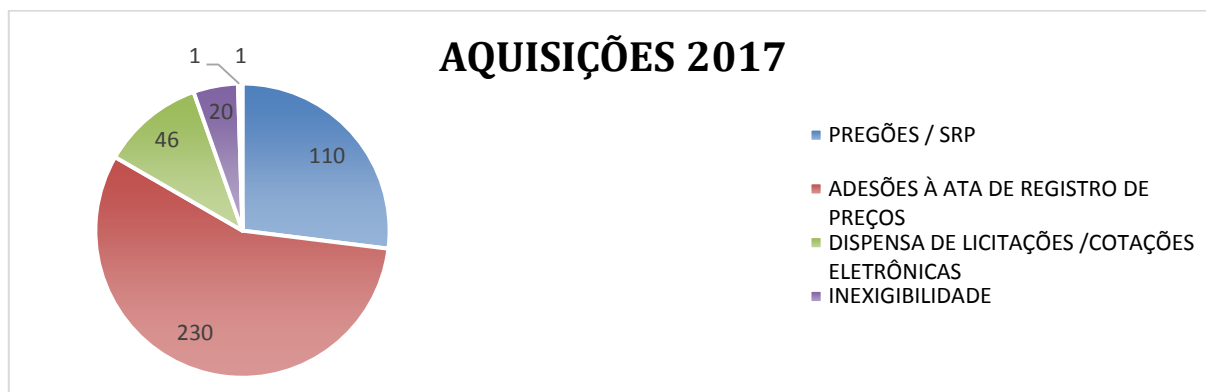 AQUISIÇÕES 2017
1
1
20
46
110
230
PREGÕES / SRP
ADESÕES À ATA DE REGISTRO DE
PREÇOS
DISPENSA DE LICITAÇÕES /COTAÇÕES
ELETRÔNICAS
INEXIGIBILIDADE